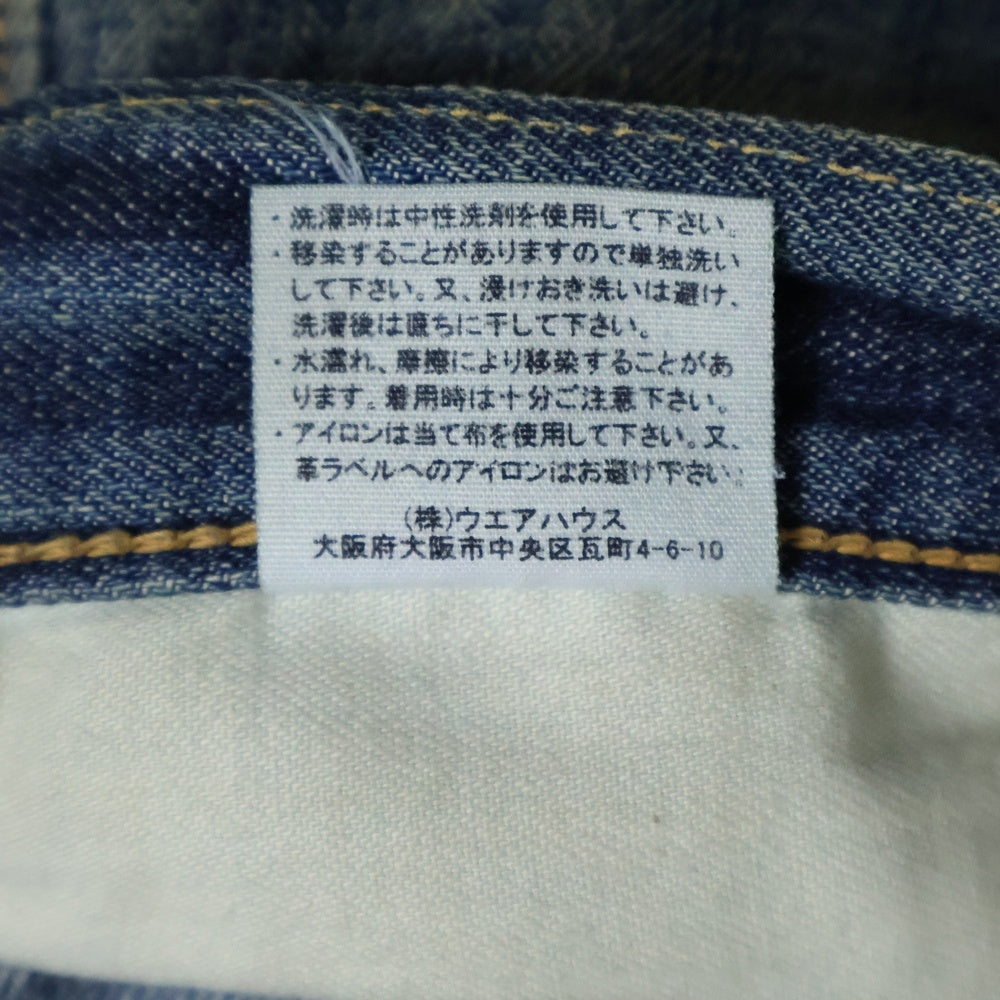 ・洗濯時は中性洗剤を使用して下さい。
・移染することがありますので単独洗い
して下さい。又、浸けおき洗いは避け、
洗濯後は直ちに干して下さい。
・水濡れ、摩擦により移染することがあ
ります。着用時は十分ご注意下さい。
・アイロンは当て布を使用して下さい。又、
革ラベルへのアイロンはお避け下さい。
(株)ウエアハウス
大阪府大阪市中央区瓦町4-6-10